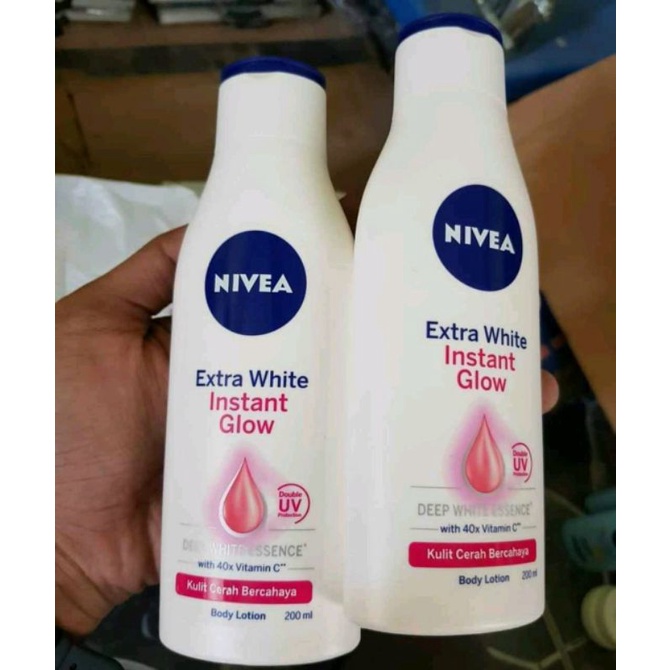 NIVEA
Extra White
Instant
Glow
Double
UV
Protection
DEEP WHITE ESSENCE*
with 40x Vitamin C**
Kulit Cerah Bercahaya
Body Lotion 200 ml
NIVEA
Extra White
Instant
Glow
Double
UV
Protection
DEEP WHITE ESSENCE*
with 40x Vitamin C**
Kulit Cerah Bercahaya
Body Lotion 200 ml